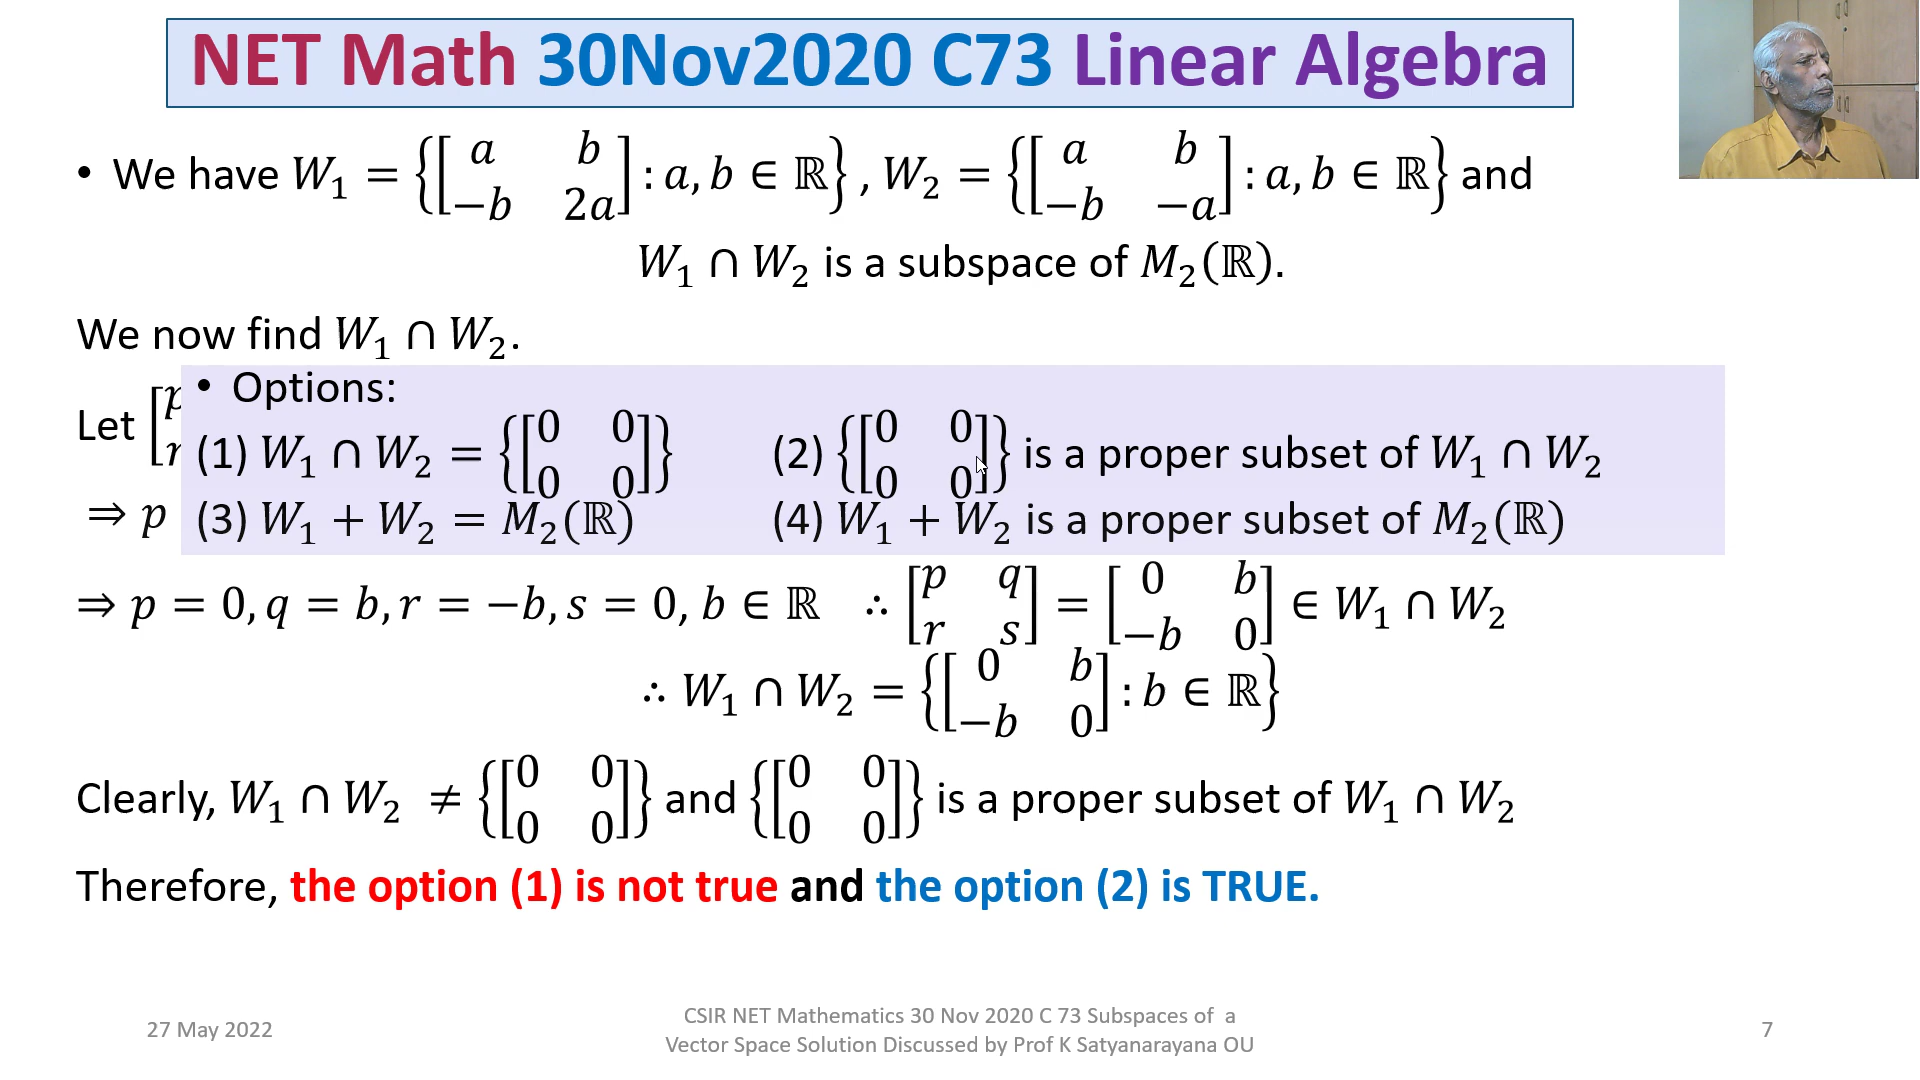 NET Math 30Nov2020 C73 Linear Algebra
• We have W₁ = {[a b; −b 2a] : a, b ∈ ℝ}, W₂ = {[a b; −b −a] : a, b ∈ ℝ} and
W₁ ∩ W₂ is a subspace of M₂(ℝ).
We now find W₁ ∩ W₂.
Let [p r
• Options:
(1) W₁ ∩ W₂ = {[0 0; 0 0]} (2) {[0 0; 0 0]} is a proper subset of W₁ ∩ W₂
⇒ p
(3) W₁ + W₂ = M₂(ℝ) (4) W₁ + W₂ is a proper subset of M₂(ℝ)
⇒ p = 0, q = b, r = −b, s = 0, b ∈ ℝ ∴ [p q; r s] = [0 b; −b 0] ∈ W₁ ∩ W₂
∴ W₁ ∩ W₂ = {[0 b; −b 0] : b ∈ ℝ}
Clearly, W₁ ∩ W₂ ≠ {[0 0; 0 0]} and {[0 0; 0 0]} is a proper subset of W₁ ∩ W₂
Therefore, the option (1) is not true and the option (2) is TRUE.
27 May 2022
CSIR NET Mathematics 30 Nov 2020 C 73 Subspaces of a
Vector Space Solution Discussed by Prof K Satyanarayana OU
7